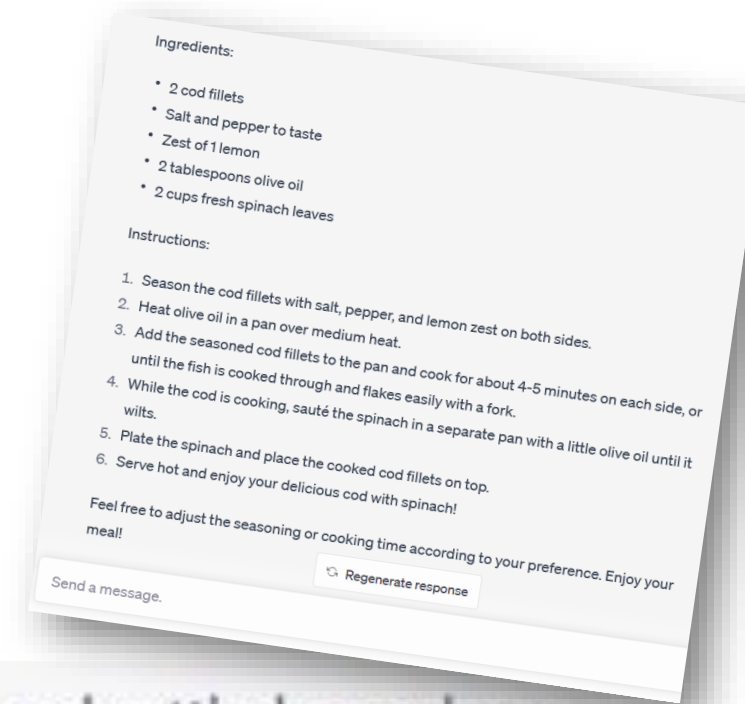 Ingredients:
• 2 cod fillets
• Salt and pepper to taste
• Zest of 1 lemon
• 2 tablespoons olive oil
• 2 cups fresh spinach leaves
Instructions:
1. Season the cod fillets with salt, pepper, and lemon zest on both sides.
2. Heat olive oil in a pan over medium heat.
3. Add the seasoned cod fillets to the pan and cook for about 4-5 minutes on each side, or
until the fish is cooked through and flakes easily with a fork.
4. While the cod is cooking, sauté the spinach in a separate pan with a little olive oil until it
wilts.
5. Plate the spinach and place the cooked cod fillets on top.
6. Serve hot and enjoy your delicious cod with spinach!
Feel free to adjust the seasoning or cooking time according to your preference. Enjoy your
meal!
Regenerate response
Send a message.